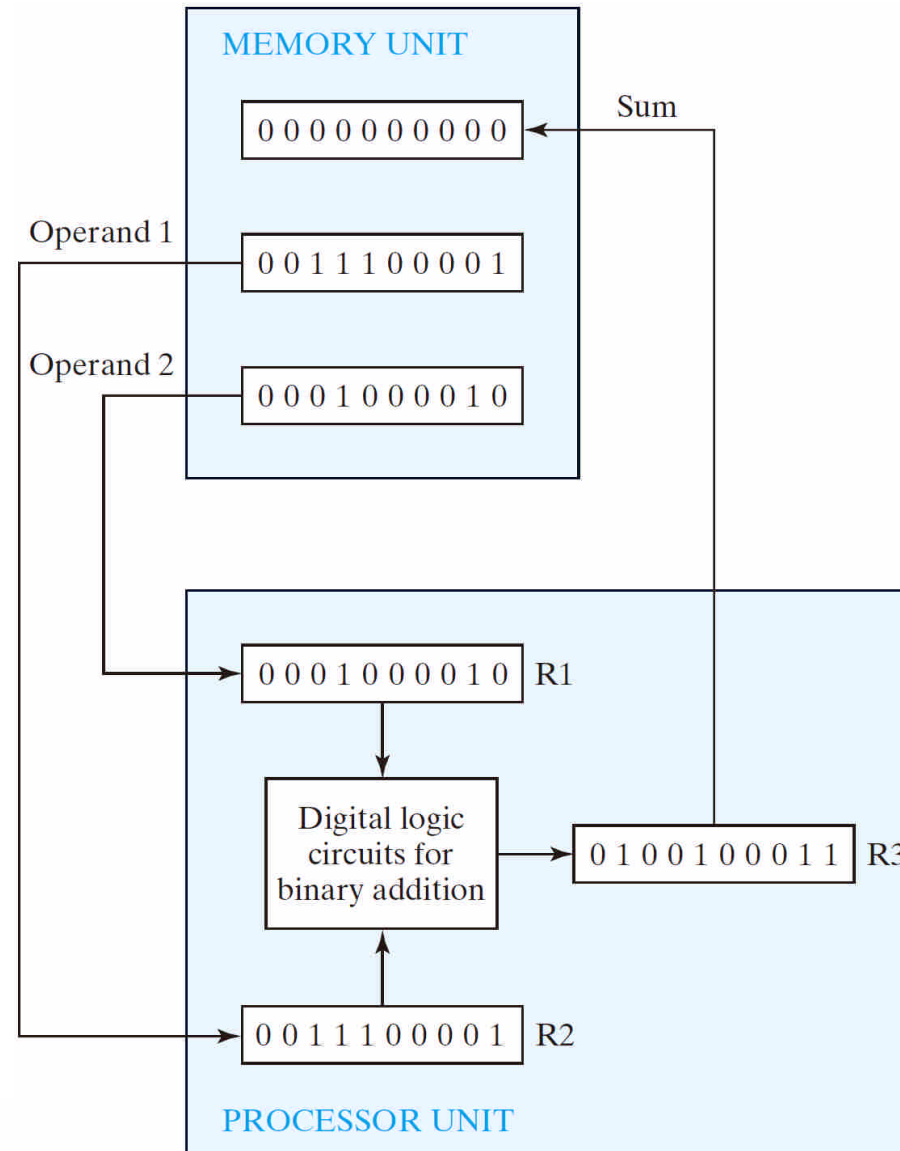 MEMORY UNIT
Sum
0 0 0 0 0 0 0 0 0 0
Operand 1
0 0 1 1 1 0 0 0 0 1
Operand 2
0 0 0 1 0 0 0 0 1 0
0 0 0 1 0 0 0 0 1 0 R1
Digital logic
circuits for
binary addition
0 1 0 0 1 0 0 0 1 1 R3
0 0 1 1 1 0 0 0 0 1 R2
PROCESSOR UNIT